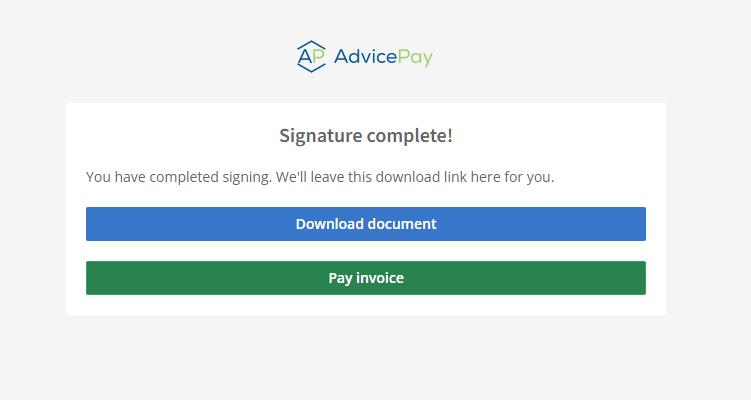 AP AdvicePay
Signature complete!
You have completed signing. We'll leave this download link here for you.
Download document
Pay invoice